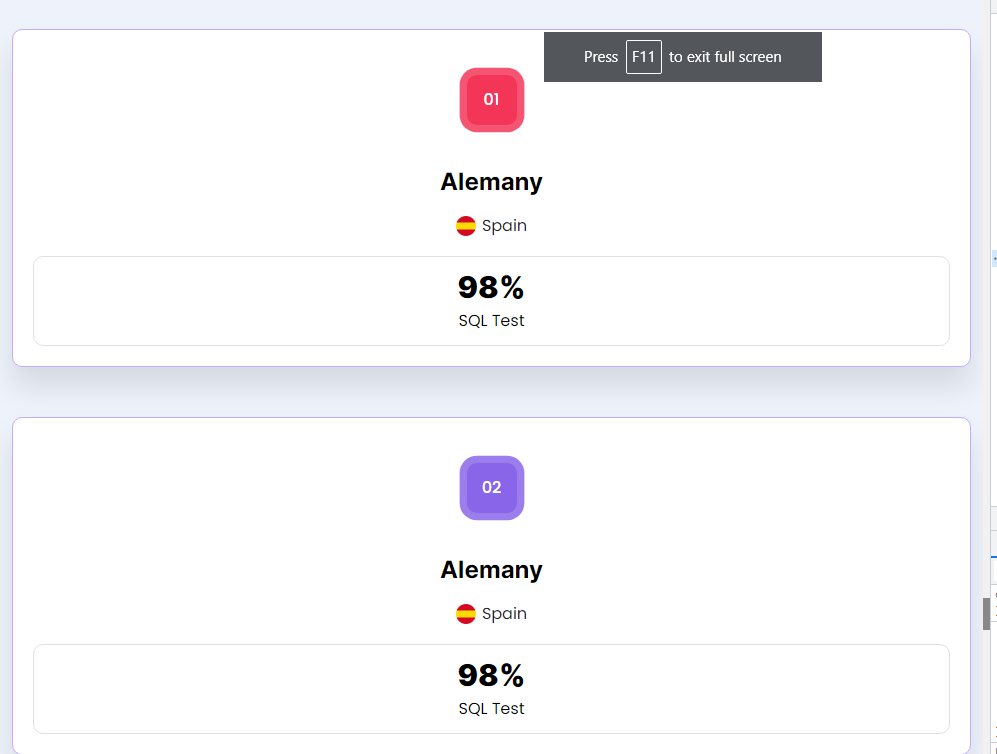 Press F11 to exit full screen
01
Alemany
Spain
98%
SQL Test
02
Alemany
Spain
98%
SQL Test